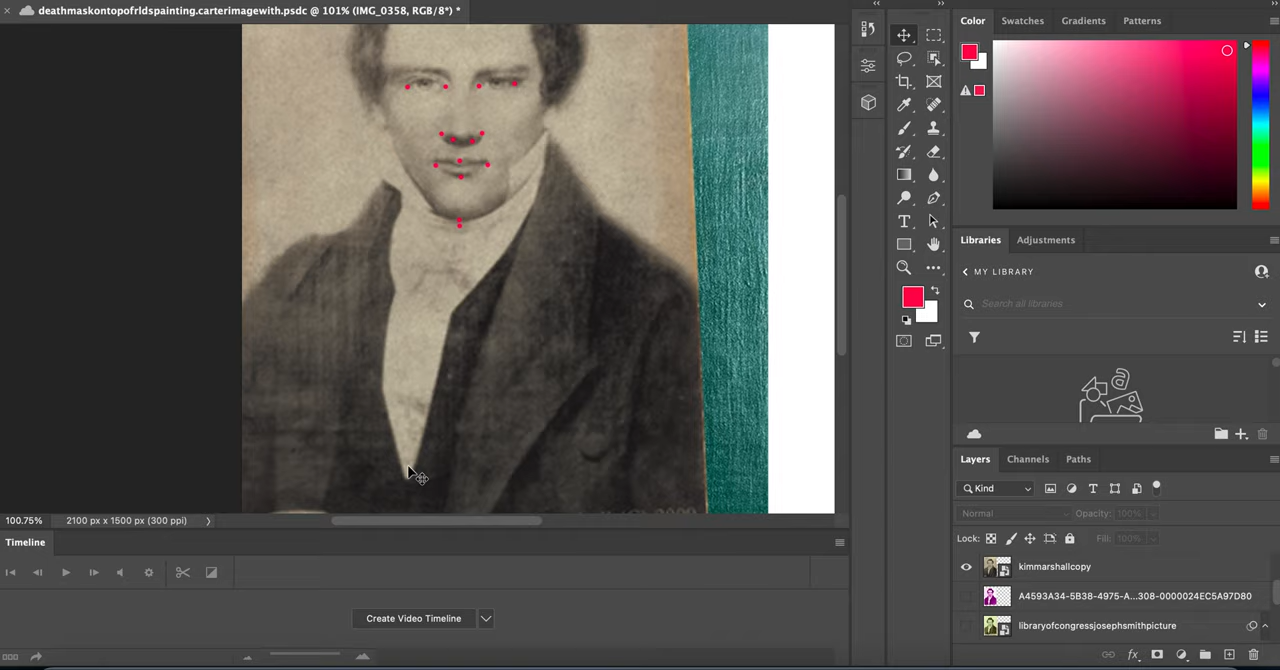 deathmaskontopofrldspainting.carterimagewith.psdc @ 101% (IMG_0358, RGB/8*) *
Color
Swatches
Gradients
Patterns
Libraries
Adjustments
MY LIBRARY
Search all libraries
Layers
Channels
Paths
Kind
Normal
Opacity: 100%
Lock:
Fill: 100%
kimmarshallcopy
A4593A34-5B38-4975-A...308-0000024EC5A97D80
libraryofcongressjosephsmithpicture
100.75%
2100 px x 1500 px (300 ppi)
Timeline
Create Video Timeline